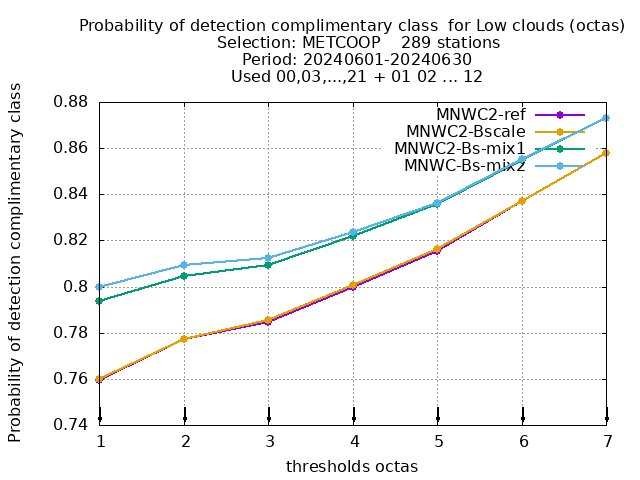 Probability of detection complimentary class  for Low clouds (octas)
Selection: METCOOP    289 stations
Period: 20240601-20240630
Used 00,03,...,21 + 01 02 ... 12
Probability of detection complimentary class
0.88
0.86
0.84
0.82
0.8
0.78
0.76
0.74
MNWC2-ref
MNWC2-Bscale
MNWC2-Bs-mix1
MNWC-Bs-mix2
1 2 3 4 5 6 7
thresholds octas